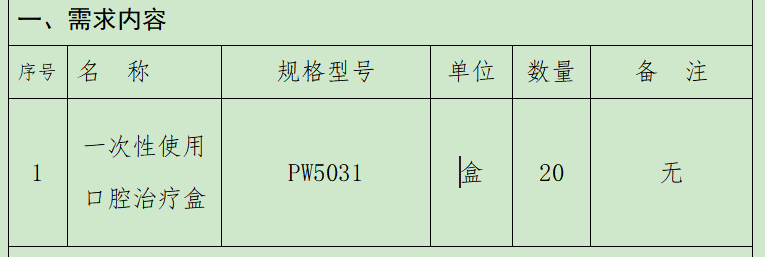 一、需求内容
序号 名 称 规格型号 单位 数量 备 注
一次性使用
1 PW5031 盒 20 无
口腔治疗盒